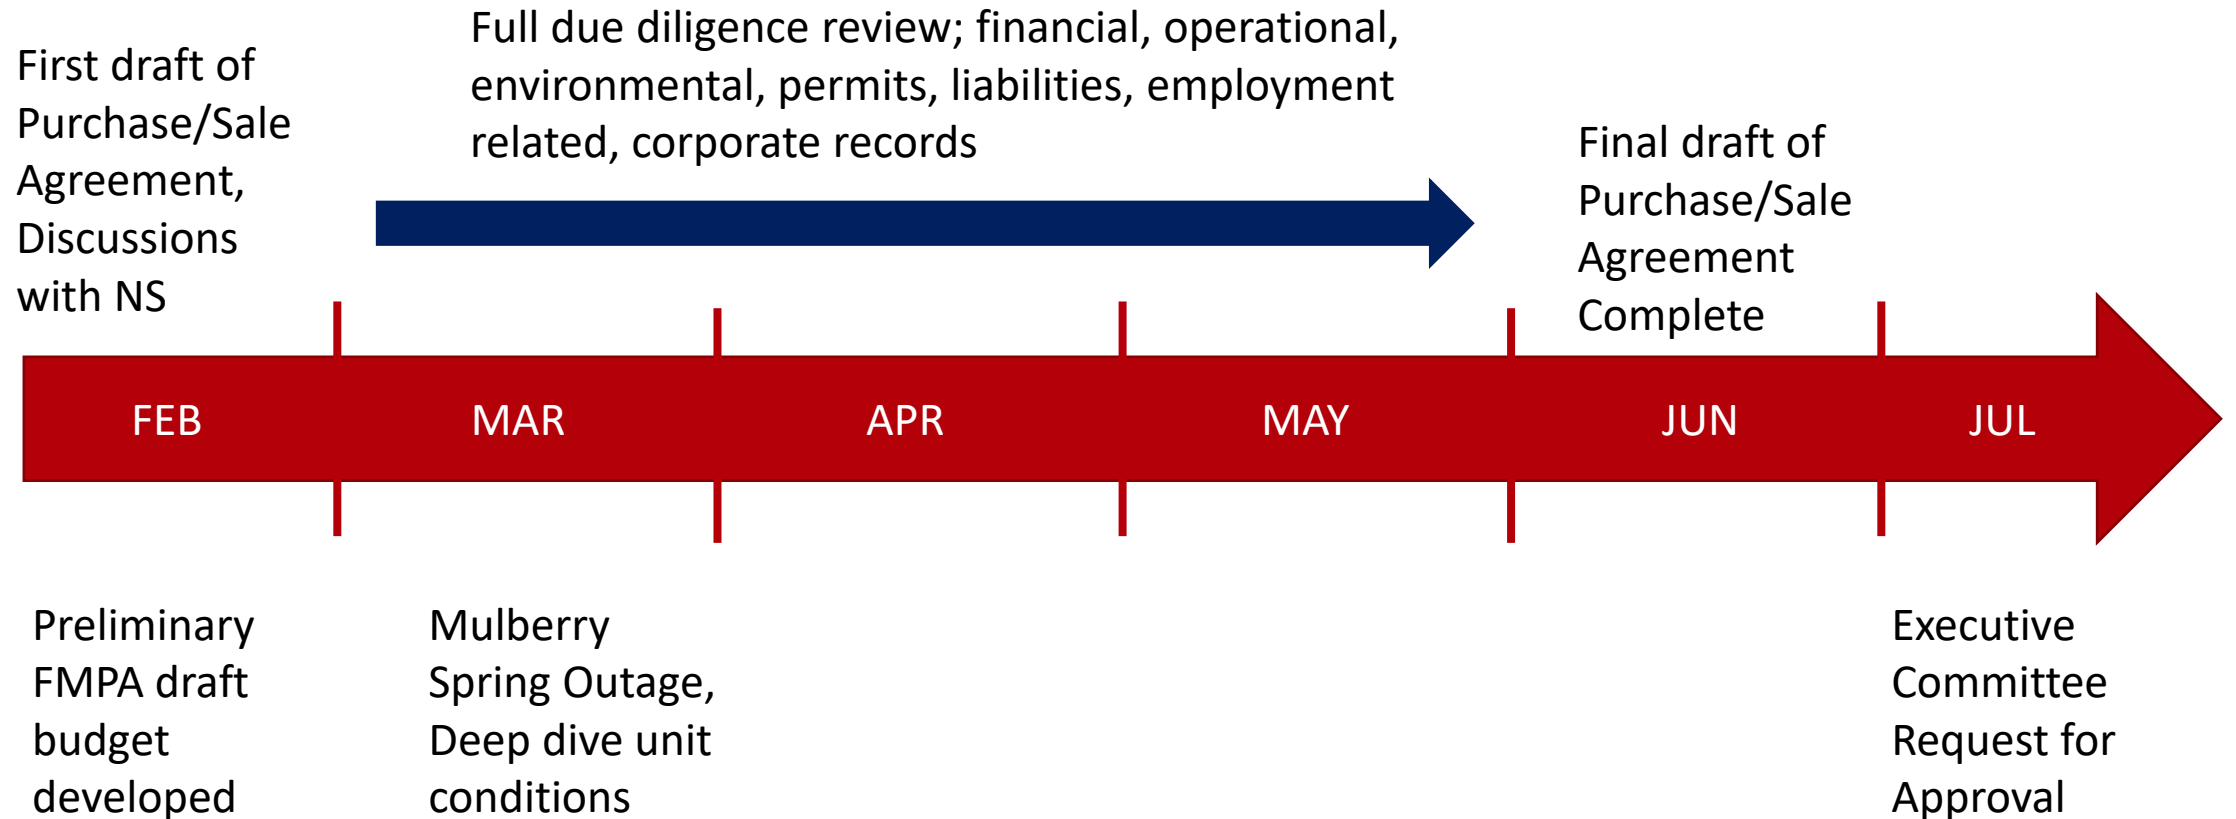 First draft of
Purchase/Sale
Agreement,
Discussions
with NS
Full due diligence review; financial, operational,
environmental, permits, liabilities, employment
related, corporate records
Final draft of
Purchase/Sale
Agreement
Complete
FEB
MAR
APR
MAY
JUN
JUL
Preliminary
FMPA draft
budget
developed
Mulberry
Spring Outage,
Deep dive unit
conditions
Executive
Committee
Request for
Approval